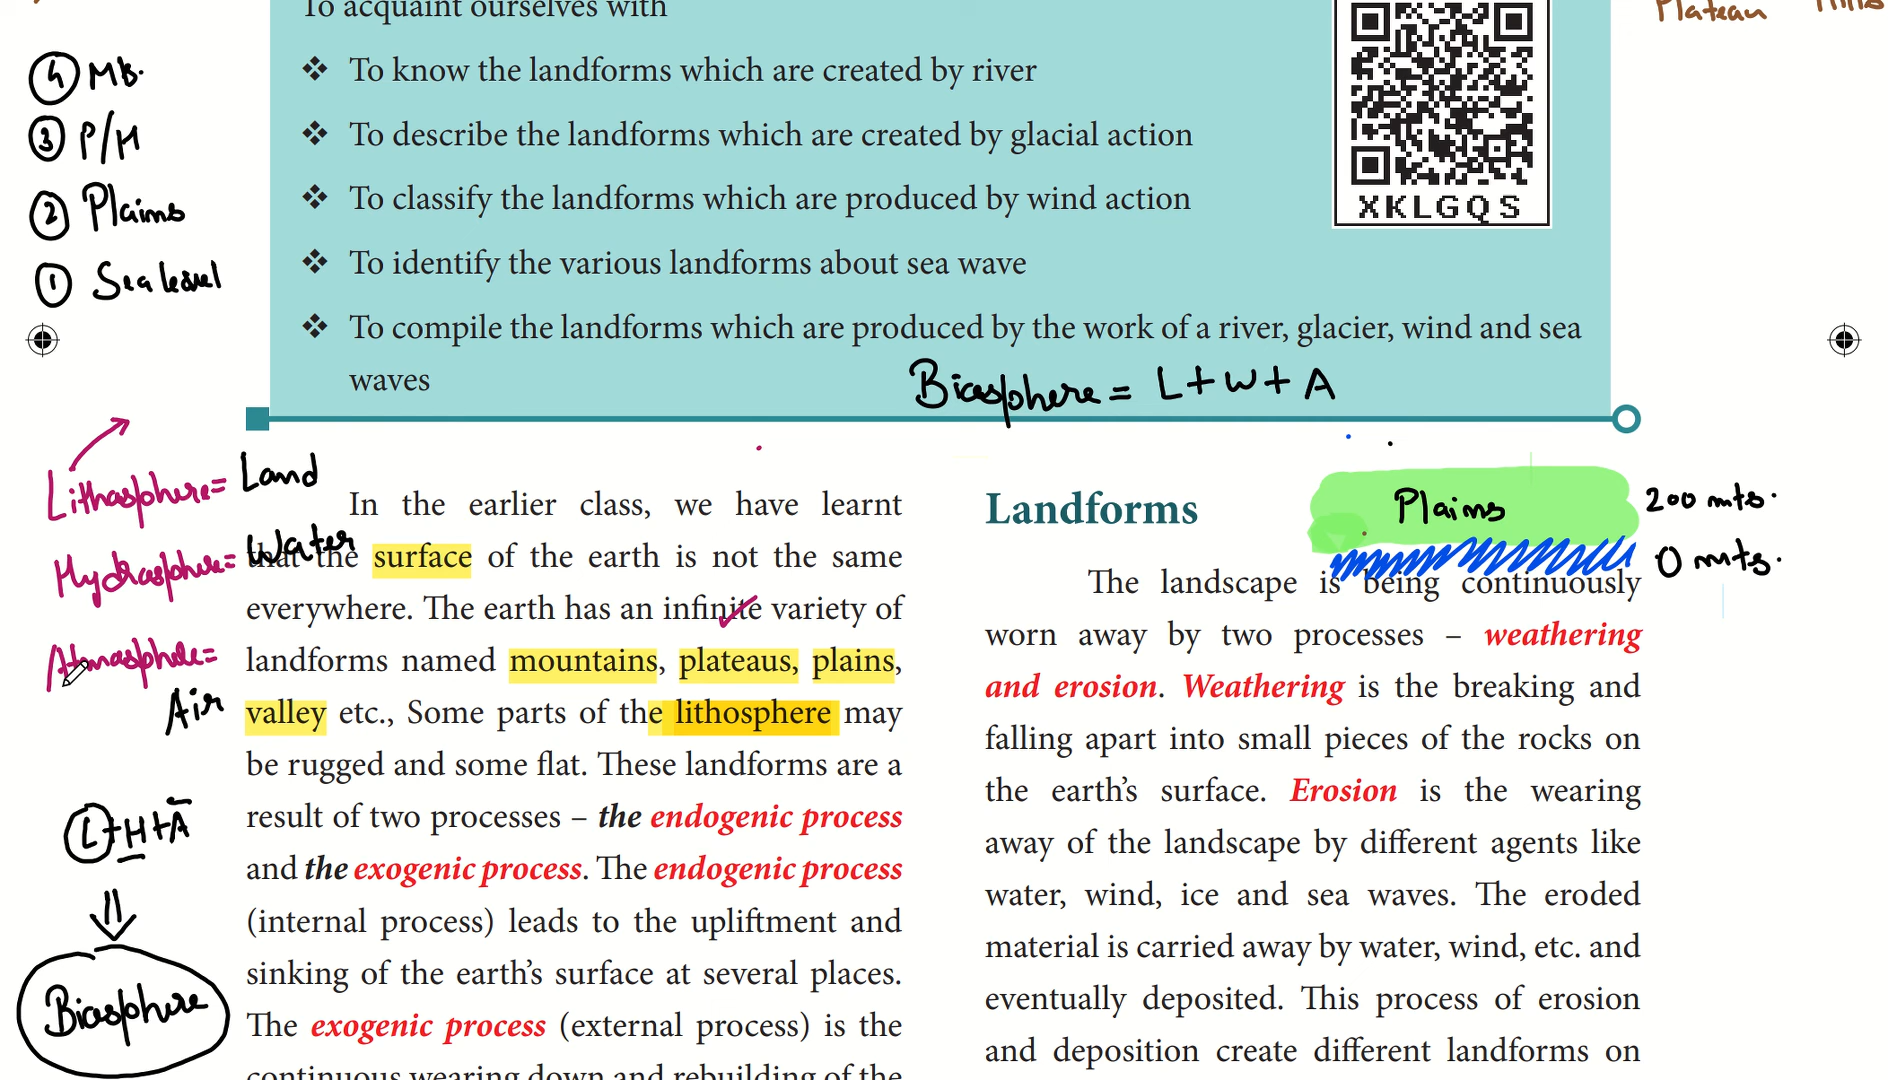 To acquaint ourselves with
❖ To know the landforms which are created by river
❖ To describe the landforms which are created by glacial action
❖ To classify the landforms which are produced by wind action
❖ To identify the various landforms about sea wave
❖ To compile the landforms which are produced by the work of a river, glacier, wind and sea
waves
XKLGQS
Plateau Hills
④ Mts.
③ P/H
② Plains
① Sea level
Biosphere = L+W+A
Lithosphere = Land
Hydrosphere = Water
Atmosphere =
Air
L+H+A
Biosphere
In the earlier class, we have learnt
that the surface of the earth is not the same
everywhere. The earth has an infinite variety of
landforms named mountains, plateaus, plains,
valley etc., Some parts of the lithosphere may
be rugged and some flat. These landforms are a
result of two processes – the endogenic process
and the exogenic process. The endogenic process
(internal process) leads to the upliftment and
sinking of the earth's surface at several places.
The exogenic process (external process) is the
continuous wearing down and rebuilding of the
Landforms
Plains
200 mts.
0 mts.
The landscape is being continuously
worn away by two processes – weathering
and erosion. Weathering is the breaking and
falling apart into small pieces of the rocks on
the earth's surface. Erosion is the wearing
away of the landscape by different agents like
water, wind, ice and sea waves. The eroded
material is carried away by water, wind, etc. and
eventually deposited. This process of erosion
and deposition create different landforms on